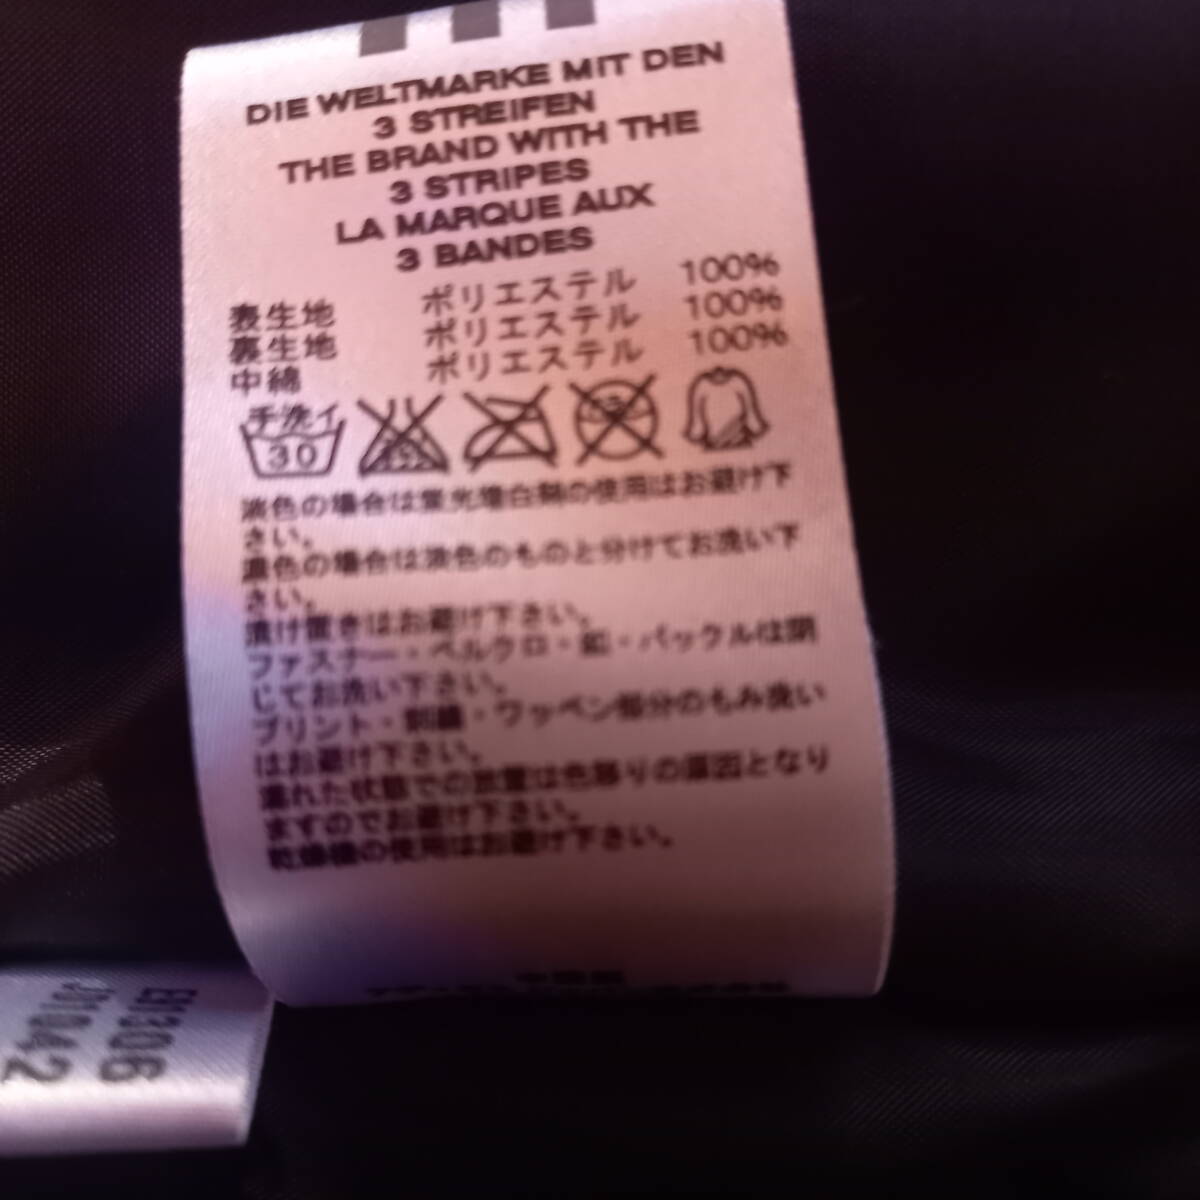 DIE WELTMARKE MIT DEN
3 STREIFEN
THE BRAND WITH THE
3 STRIPES
LA MARQUE AUX
3 BANDES
表生地 ポリエステル 100%
裏生地 ポリエステル 100%
中綿 ポリエステル 100%
手洗イ
30
淡色の場合は蛍光増白剤の使用はお避け下
さい。
濃色の場合は淡色のものと分けてお洗い下
さい。
漬け置きはお避け下さい。
ファスナー・ベルクロ・釦・バックルは閉
じてお洗い下さい。
プリント・刺繍・ワッペン部分のもみ洗い
はお避け下さい。
濡れた状態での放置は色移りの原因となり
ますのでお避け下さい。
乾燥機の使用はお避け下さい。
中国製
EI1306
301042